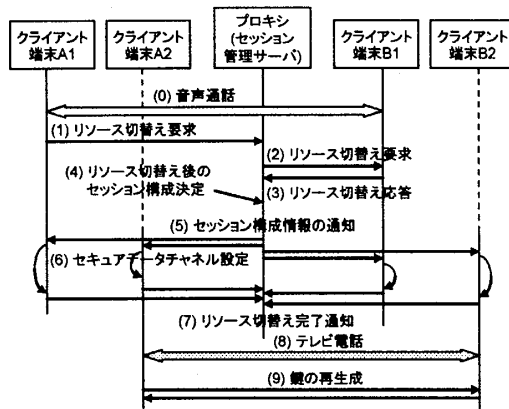 クライアント
端末A1
クライアント
端末A2
プロキシ
(セッション
管理サーバ)
クライアント
端末B1
クライアント
端末B2
(0) 音声通話
(1) リソース切替え要求
(2) リソース切替え要求
(3) リソース切替え応答
(4) リソース切替え後の
セッション構成決定
(5) セッション構成情報の通知
(6) セキュアデータチャネル設定
(7) リソース切替え完了通知
(8) テレビ電話
(9) 鍵の再生成